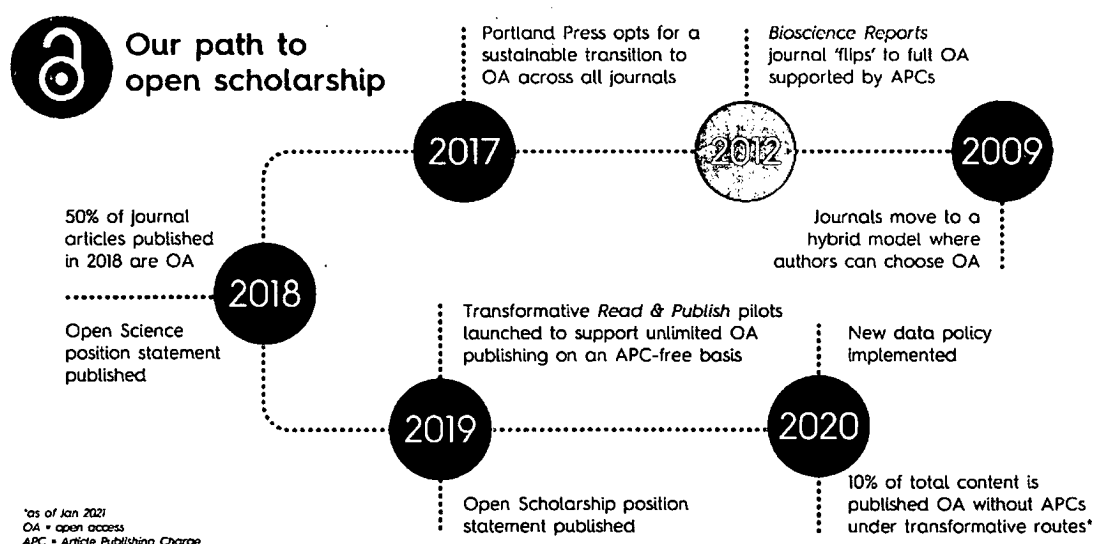 Our path to
open scholarship
Portland Press opts for a
sustainable transition to
OA across all journals
2017
Bioscience Reports
journal 'flips' to full OA
supported by APCs
2012
2009
Journals move to a
hybrid model where
authors can choose OA
50% of journal
articles published
in 2018 are OA
2018
Open Science
position statement
published
Transformative Read & Publish pilots
launched to support unlimited OA
publishing on an APC-free basis
2019
Open Scholarship position
statement published
New data policy
implemented
2020
10% of total content is
published OA without APCs
under transformative routes*
*as of Jan 2021
OA = open access
APC = Article Publishing Charge